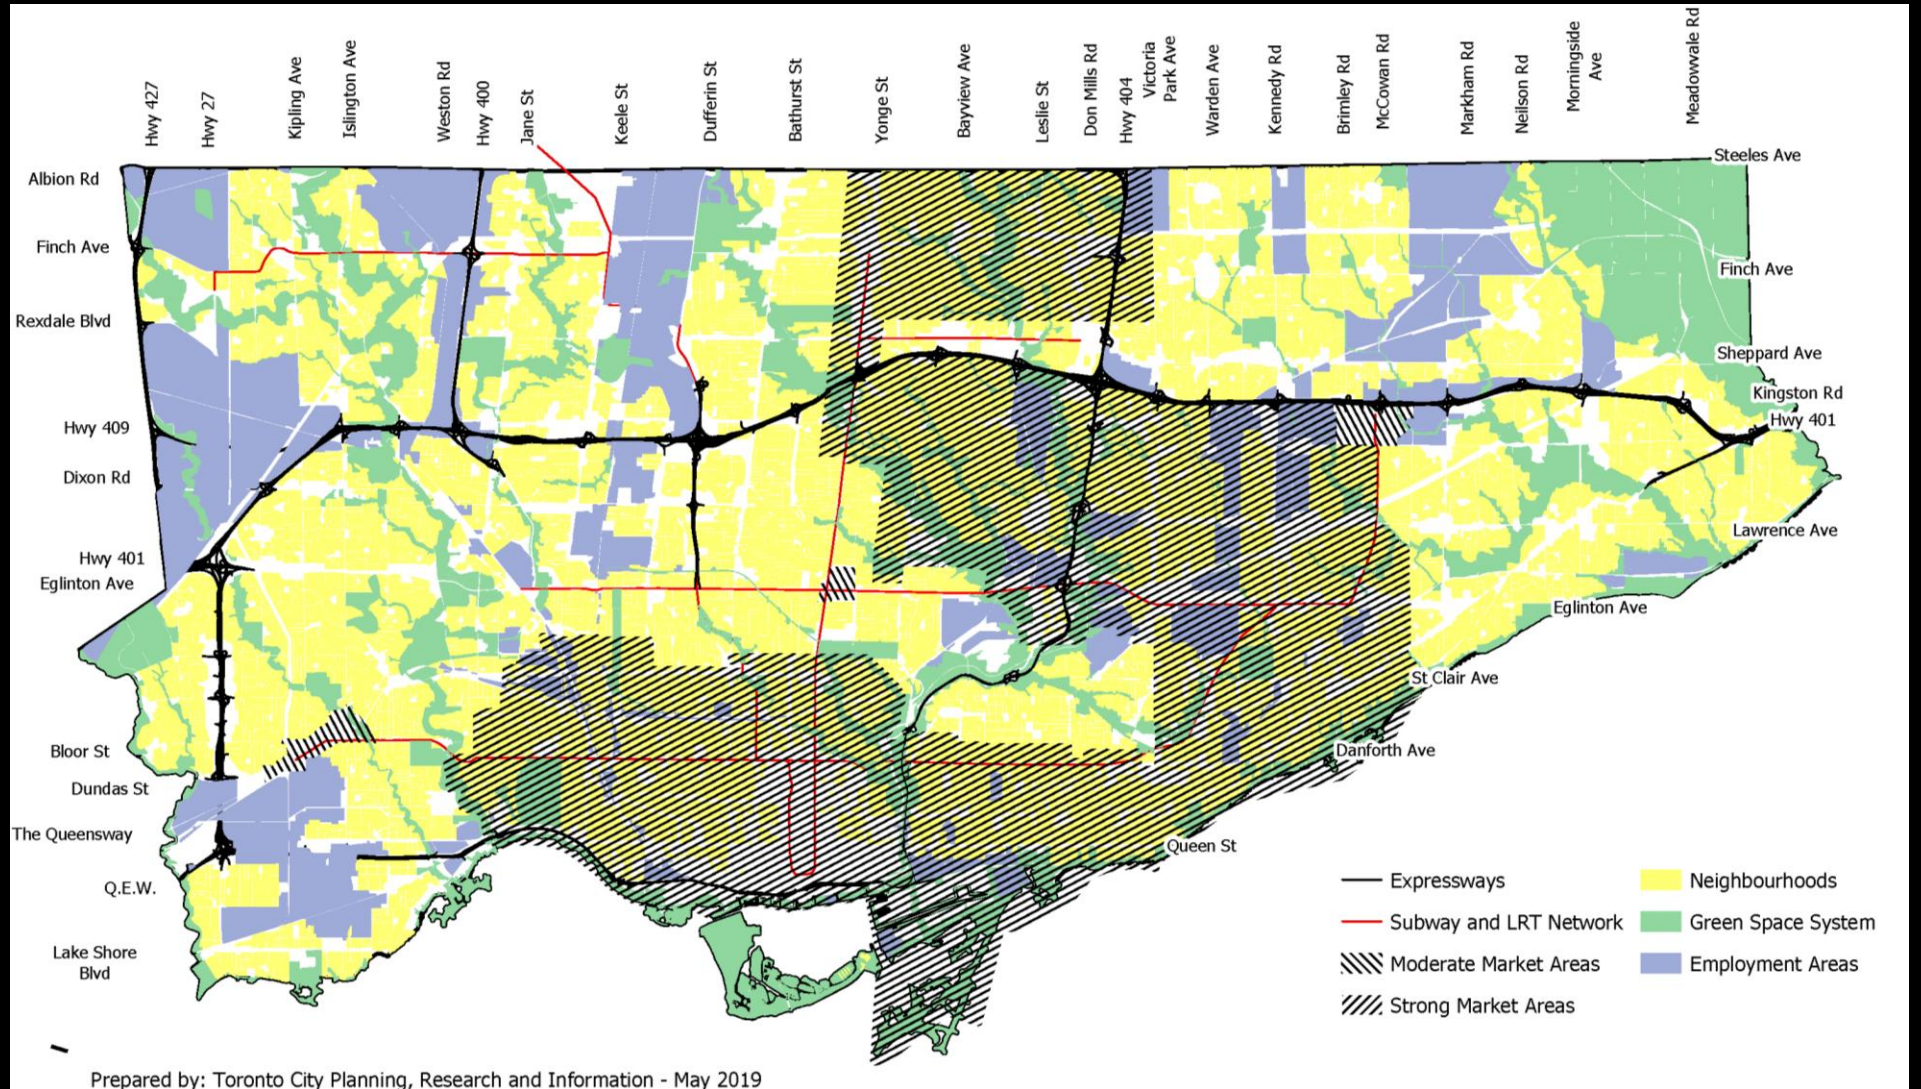 Hwy 427
Hwy 27
Kipling Ave
Islington Ave
Weston Rd
Hwy 400
Jane St
Keele St
Dufferin St
Bathurst St
Yonge St
Bayview Ave
Leslie St
Don Mills Rd
Hwy 404
Victoria
Park Ave
Warden Ave
Kennedy Rd
Brimley Rd
McCowan Rd
Markham Rd
Neilson Rd
Morningside
Ave
Meadowvale Rd
Albion Rd
Finch Ave
Rexdale Blvd
Hwy 409
Dixon Rd
Hwy 401
Eglinton Ave
Bloor St
Dundas St
The Queensway
Q.E.W.
Lake Shore
Blvd
Steeles Ave
Finch Ave
Sheppard Ave
Kingston Rd
Hwy 401
Lawrence Ave
Eglinton Ave
St Clair Ave
Danforth Ave
Queen St
Expressways
Subway and LRT Network
Moderate Market Areas
Strong Market Areas
Neighbourhoods
Green Space System
Employment Areas
Prepared by: Toronto City Planning, Research and Information - May 2019